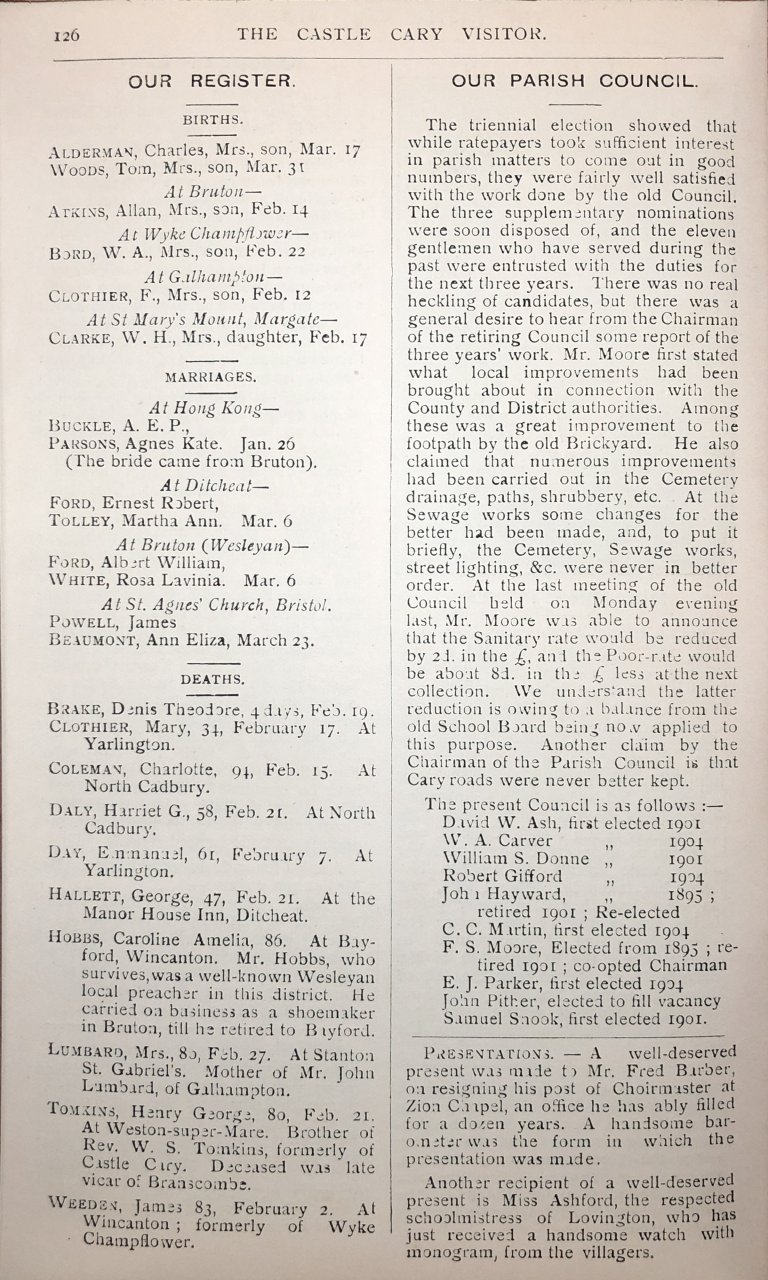 126
THE CASTLE CARY VISITOR.
OUR REGISTER.
BIRTHS.
ALDERMAN, Charles, Mrs., son, Mar. 17
WOODS, Tom, Mrs., son, Mar. 31
At Bruton—
ATKINS, Allan, Mrs., son, Feb. 14
At Wyke Champflower—
BORD, W. A., Mrs., son, Feb. 22
At Galhampton—
CLOTHIER, F., Mrs., son, Feb. 12
At St Mary's Mount, Margate—
CLARKE, W. H., Mrs., daughter, Feb. 17
MARRIAGES.
At Hong Kong—
BUCKLE, A. E. P.,
PARSONS, Agnes Kate. Jan. 26
(The bride came from Bruton).
At Ditcheat—
FORD, Ernest Robert,
TOLLEY, Martha Ann. Mar. 6
At Bruton (Wesleyan)—
FORD, Albert William,
WHITE, Rosa Lavinia. Mar. 6
At St. Agnes' Church, Bristol.
POWELL, James
BEAUMONT, Ann Eliza, March 23.
DEATHS.
BRAKE, Denis Theodore, 4 days, Feb. 19.
CLOTHIER, Mary, 34, February 17. At
Yarlington.
COLEMAN, Charlotte, 94, Feb. 15. At
North Cadbury.
DALY, Harriet G., 58, Feb. 21. At North
Cadbury.
DAY, Emmanuel, 61, February 7. At
Yarlington.
HALLETT, George, 47, Feb. 21. At the
Manor House Inn, Ditcheat.
HOBBS, Caroline Amelia, 86. At Bay-
ford, Wincanton. Mr. Hobbs, who
survives, was a well-known Wesleyan
local preacher in this district. He
carried on business as a shoemaker
in Bruton, till he retired to Bayford.
LUMBARD, Mrs., 80, Feb. 27. At Stanton
St. Gabriel's. Mother of Mr. John
Lumbard, of Galhampton.
TOMKINS, Henry George, 80, Feb. 21.
At Weston-super-Mare. Brother of
Rev. W. S. Tomkins, formerly of
Castle Cary. Deceased was late
vicar of Branscombe.
WEEDEN, James 83, February 2. At
Wincanton ; formerly of Wyke
Champflower.
OUR PARISH COUNCIL.
The triennial election showed that
while ratepayers took sufficient interest
in parish matters to come out in good
numbers, they were fairly well satisfied
with the work done by the old Council.
The three supplementary nominations
were soon disposed of, and the eleven
gentlemen who have served during the
past were entrusted with the duties for
the next three years. There was no real
heckling of candidates, but there was a
general desire to hear from the Chairman
of the retiring Council some report of the
three years' work. Mr. Moore first stated
what local improvements had been
brought about in connection with the
County and District authorities. Among
these was a great improvement to the
footpath by the old Brickyard. He also
claimed that numerous improvements
had been carried out in the Cemetery
drainage, paths, shrubbery, etc. At the
Sewage works some changes for the
better had been made, and, to put it
briefly, the Cemetery, Sewage works,
street lighting, &c. were never in better
order. At the last meeting of the old
Council held on Monday evening
last, Mr. Moore was able to announce
that the Sanitary rate would be reduced
by 2d. in the £, and the Poor-rate would
be about 8d. in the £ less at the next
collection. We understand the latter
reduction is owing to a balance from the
old School Board being now applied to
this purpose. Another claim by the
Chairman of the Parish Council is that
Cary roads were never better kept.
The present Council is as follows :—
David W. Ash, first elected 1901
W. A. Carver ,, 1904
William S. Donne ,, 1901
Robert Gifford ,, 1904
John Hayward, ,, 1895 ;
retired 1901 ; Re-elected
C. C. Martin, first elected 1904
F. S. Moore, Elected from 1895 ; re-
tired 1901 ; co-opted Chairman
E. J. Parker, first elected 1904
John Pither, elected to fill vacancy
Samuel Snook, first elected 1901.
PRESENTATIONS. — A well-deserved
present was made to Mr. Fred Barber,
on resigning his post of Choirmaster at
Zion Chapel, an office he has ably filled
for a dozen years. A handsome bar-
ometer was the form in which the
presentation was made.
Another recipient of a well-deserved
present is Miss Ashford, the respected
schoolmistress of Lovington, who has
just received a handsome watch with
monogram, from the villagers.